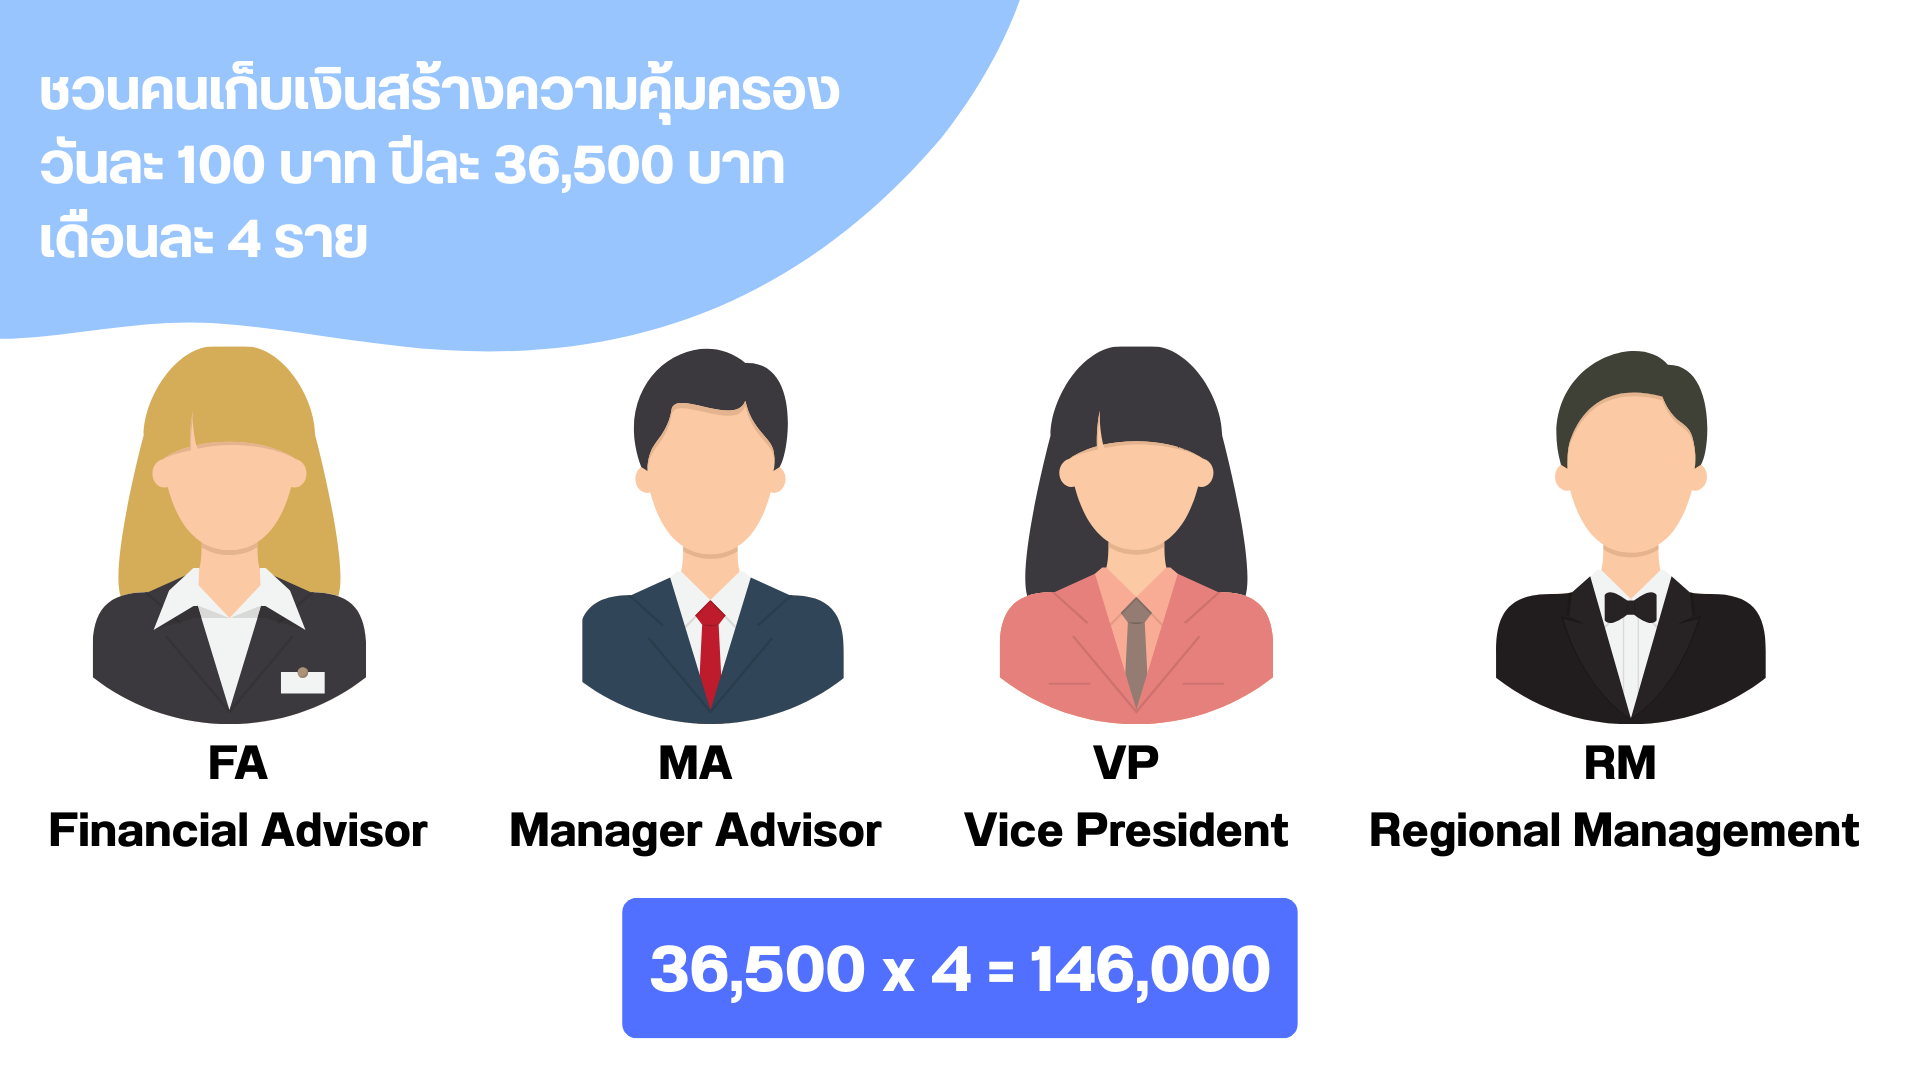 ชวนคนเก็บเงินสร้างความคุ้มครอง
วันละ 100 บาท ปีละ 36,500 บาท
เดือนละ 4 ราย
FA
Financial Advisor
MA
Manager Advisor
VP
Vice President
RM
Regional Management
36,500 x 4 = 146,000